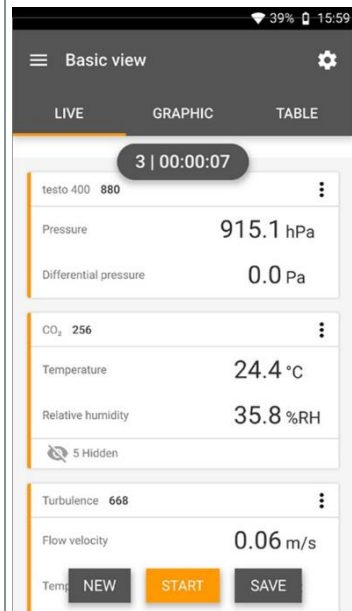 39% 15:59
Basic view
LIVE GRAPHIC TABLE
3 | 00:00:07
testo 400 880
Pressure 915.1 hPa
Differential pressure 0.0 Pa
CO₂ 256
Temperature 24.4 °C
Relative humidity 35.8 %RH
5 Hidden
Turbulence 668
Flow velocity 0.06 m/s
NEW START SAVE